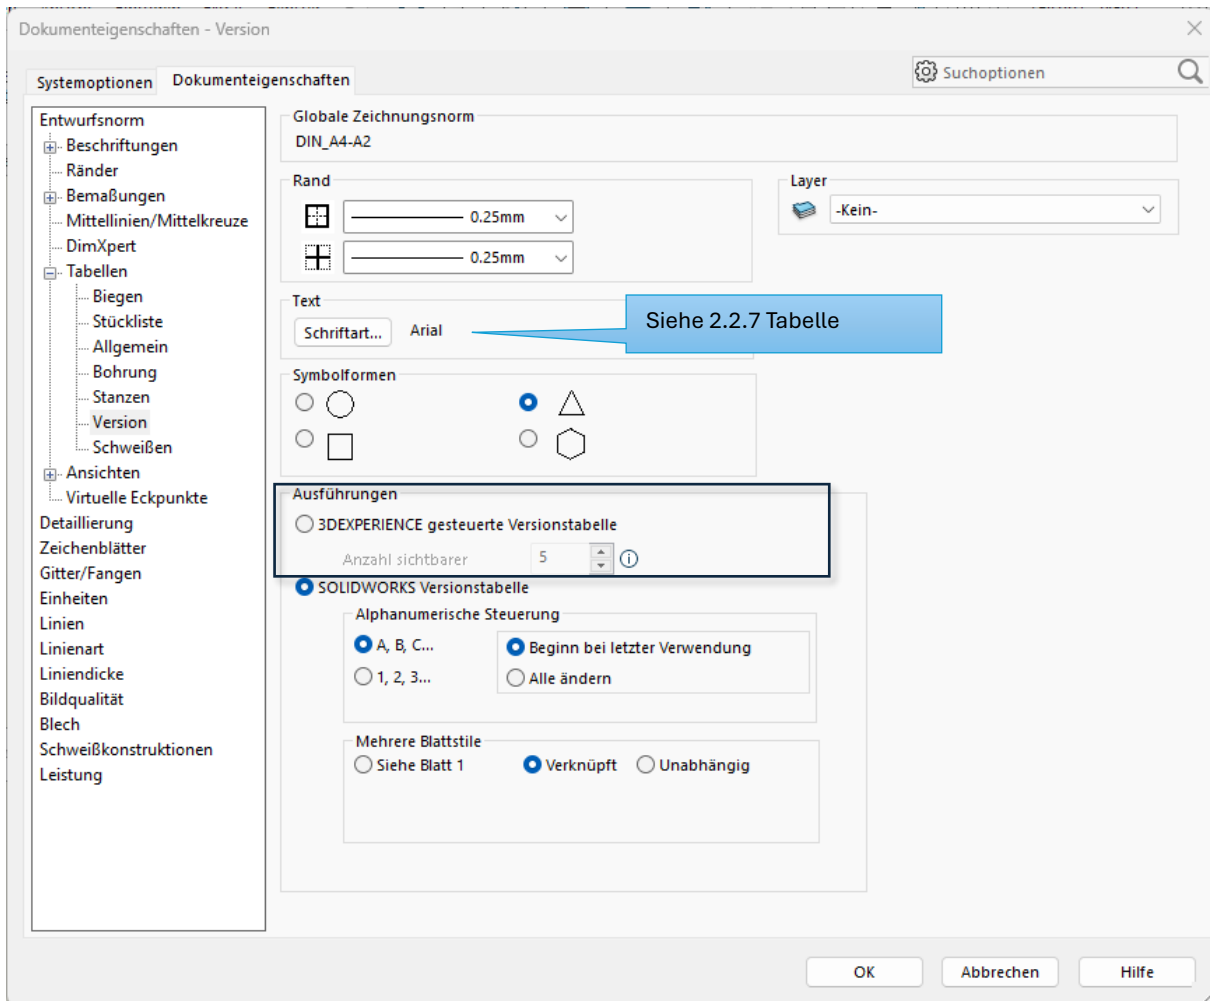 Dokumenteigenschaften - Version
Systemoptionen Dokumenteigenschaften
Suchoptionen
Entwurfsnorm
Beschriftungen
Ränder
Bemaßungen
Mittellinien/Mittelkreuze
DimXpert
Tabellen
Biegen
Stückliste
Allgemein
Bohrung
Stanzen
Version
Schweißen
Ansichten
Virtuelle Eckpunkte
Detaillierung
Zeichenblätter
Gitter/Fangen
Einheiten
Linien
Linienart
Liniendicke
Bildqualität
Blech
Schweißkonstruktionen
Leistung
Globale Zeichnungsnorm
DIN_A4-A2
Rand
0.25mm
0.25mm
Layer
-Kein-
Text
Schriftart... Arial
Siehe 2.2.7 Tabelle
Symbolformen
Ausführungen
3DEXPERIENCE gesteuerte Versionstabelle
Anzahl sichtbarer 5
SOLIDWORKS Versionstabelle
Alphanumerische Steuerung
A, B, C... Beginn bei letzter Verwendung
1, 2, 3... Alle ändern
Mehrere Blattstile
Siehe Blatt 1 Verknüpft Unabhängig
OK Abbrechen Hilfe